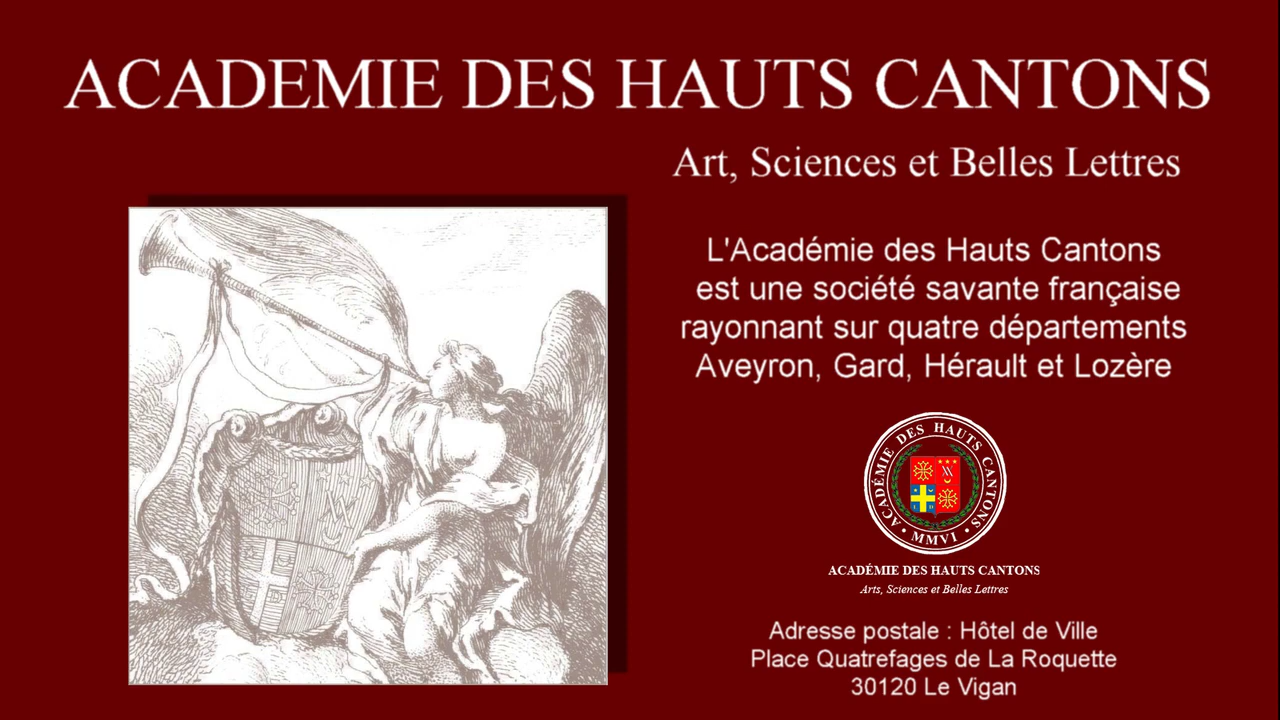 ACADEMIE DES HAUTS CANTONS
Art, Sciences et Belles Lettres
L'Académie des Hauts Cantons
est une société savante française
rayonnant sur quatre départements
Aveyron, Gard, Hérault et Lozère
• ACADÉMIE DES HAUTS CANTONS •
MMVI
ACADÉMIE DES HAUTS CANTONS
Arts, Sciences et Belles Lettres
Adresse postale : Hôtel de Ville
Place Quatrefages de La Roquette
30120 Le Vigan